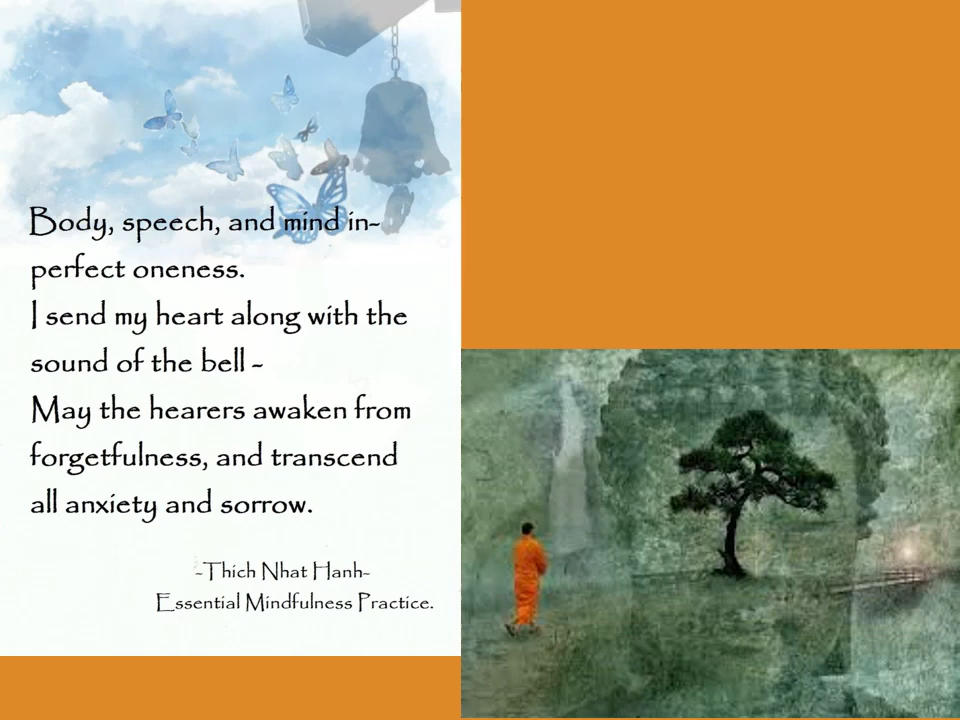 Body, speech, and mind in-
perfect oneness.
I send my heart along with the
sound of the bell -
May the hearers awaken from
forgetfulness, and transcend
all anxiety and sorrow.
-Thich Nhat Hanh-
Essential Mindfulness Practice.